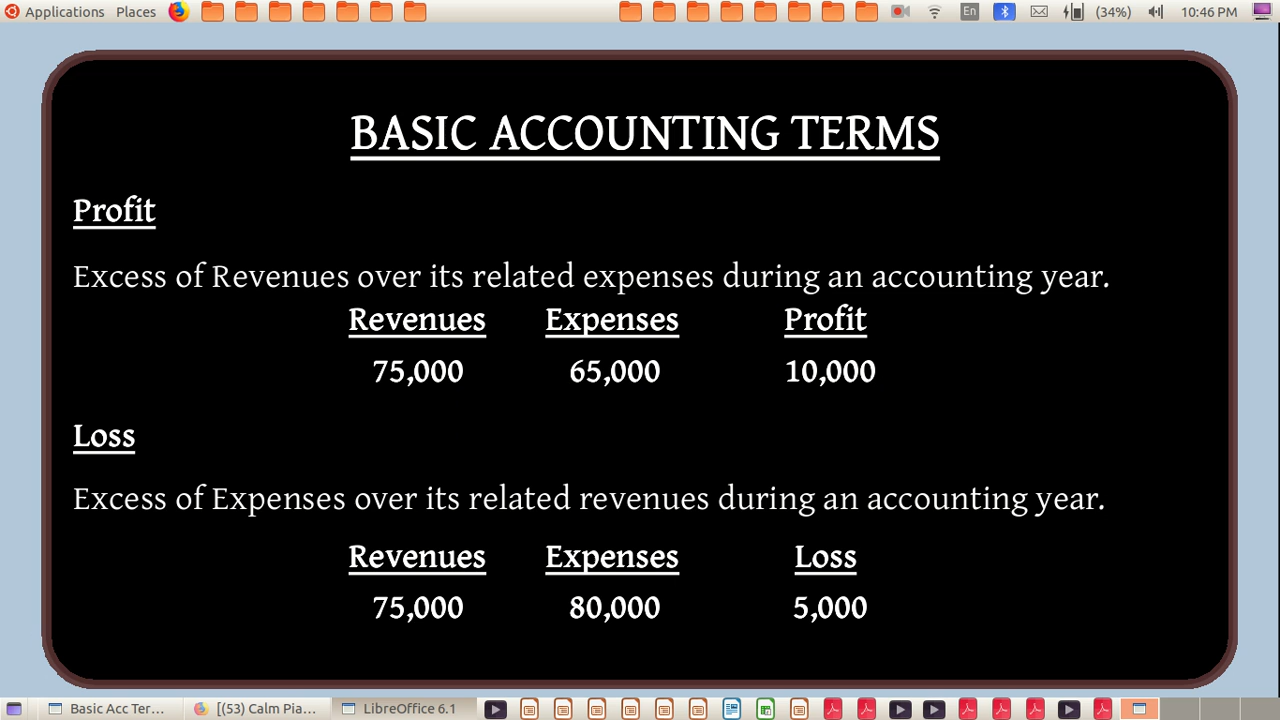 Applications Places En (34%) 10:46 PM
BASIC ACCOUNTING TERMS
Profit
Excess of Revenues over its related expenses during an accounting year.
Revenues Expenses Profit
75,000 65,000 10,000
Loss
Excess of Expenses over its related revenues during an accounting year.
Revenues Expenses Loss
75,000 80,000 5,000
Basic Acc Ter... [(53) Calm Pia... LibreOffice 6.1